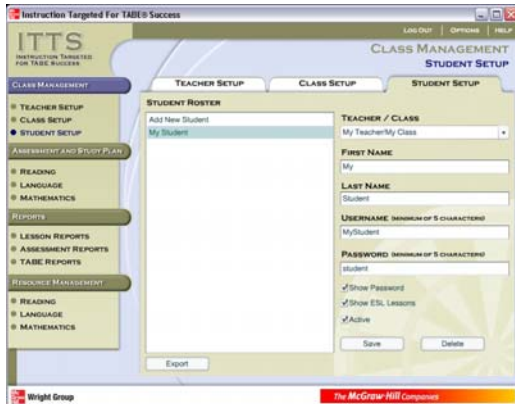 Instruction Targeted For TABE® Success
LOG OUT | OPTIONS | HELP
ITTS
INSTRUCTION TARGETED
FOR TABE SUCCESS
CLASS MANAGEMENT
STUDENT SETUP
CLASS MANAGEMENT
TEACHER SETUP
CLASS SETUP
STUDENT SETUP
ASSESSMENT AND STUDY PLAN
READING
LANGUAGE
MATHEMATICS
REPORTS
LESSON REPORTS
ASSESSMENT REPORTS
TABE REPORTS
RESOURCE MANAGEMENT
READING
LANGUAGE
MATHEMATICS
TEACHER SETUP
CLASS SETUP
STUDENT SETUP
STUDENT ROSTER
Add New Student
My Student
Export
TEACHER / CLASS
My Teacher/My Class
FIRST NAME
My
LAST NAME
Student
USERNAME (MINIMUM OF 5 CHARACTERS)
MyStudent
PASSWORD (MINIMUM OF 5 CHARACTERS)
student
Show Password
Show ESL Lessons
Active
Save
Delete
Wright Group
The McGraw-Hill Companies